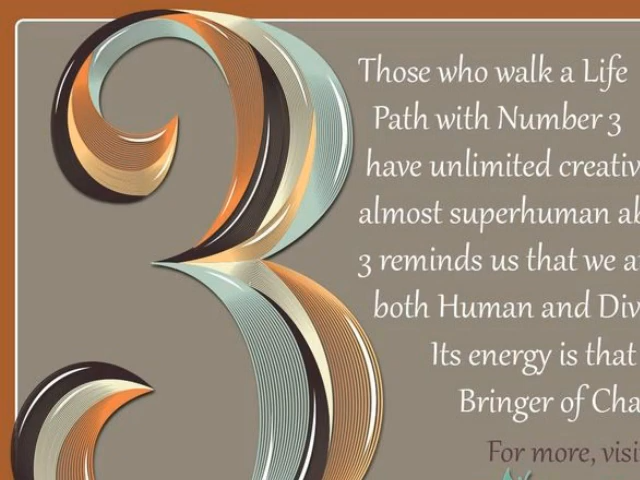 Those who walk a Life
Path with Number 3
have unlimited creativ
almost superhuman ab
3 reminds us that we a
both Human and Div
Its energy is that
Bringer of Cha
For more, visi
3